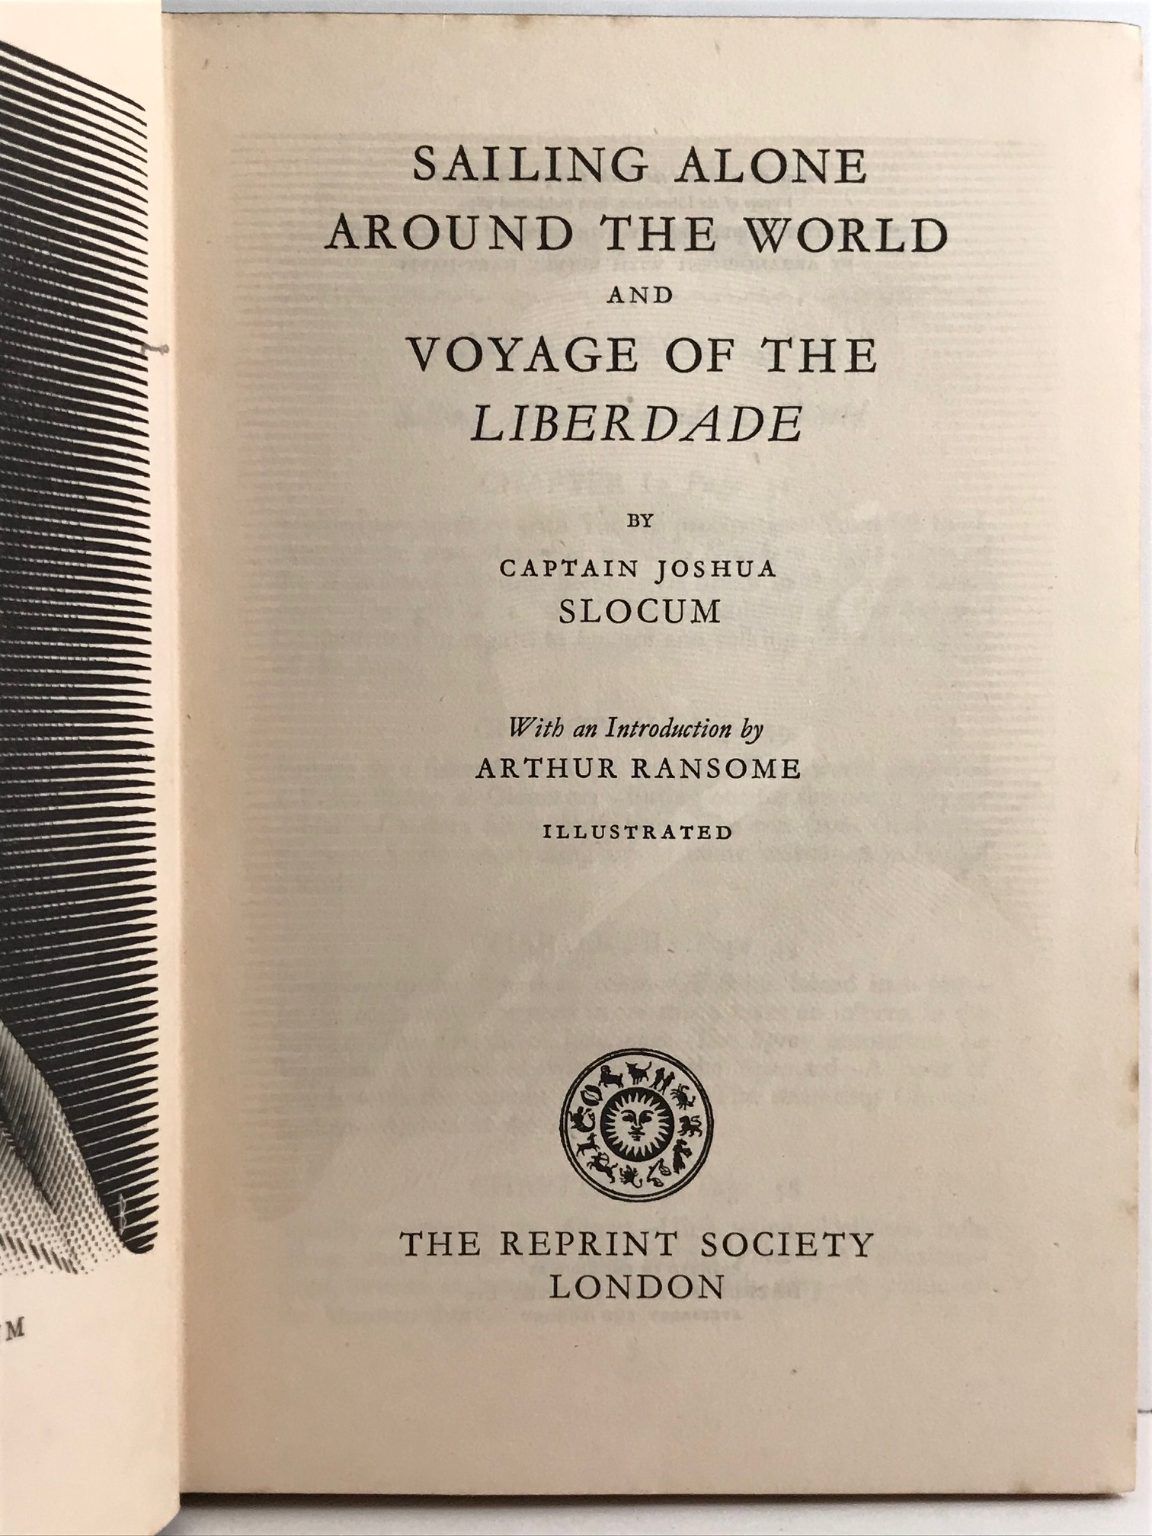 SAILING ALONE
AROUND THE WORLD
AND
VOYAGE OF THE
LIBERDADE
BY
CAPTAIN JOSHUA
SLOCUM
With an Introduction by
ARTHUR RANSOME
ILLUSTRATED
THE REPRINT SOCIETY
LONDON